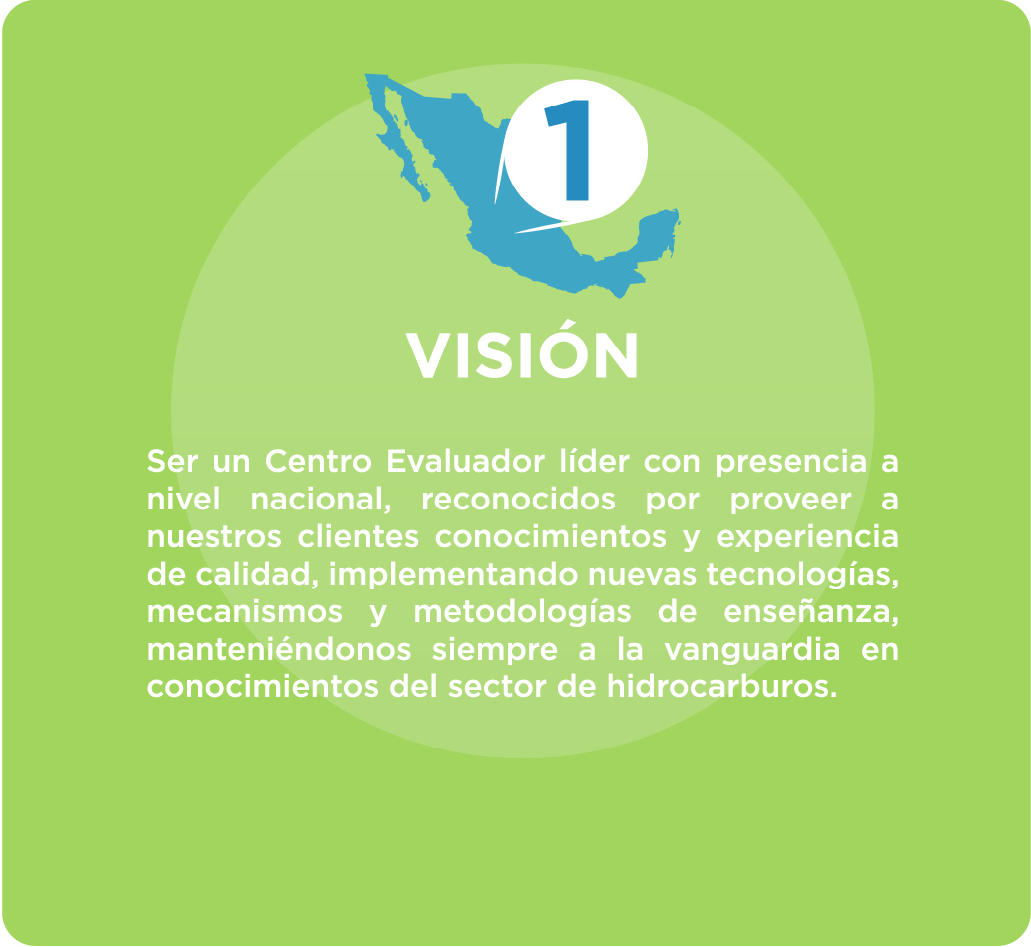 1
VISIÓN
Ser un Centro Evaluador líder con presencia a
nivel nacional, reconocidos por proveer a
nuestros clientes conocimientos y experiencia
de calidad, implementando nuevas tecnologías,
mecanismos y metodologías de enseñanza,
manteniéndonos siempre a la vanguardia en
conocimientos del sector de hidrocarburos.